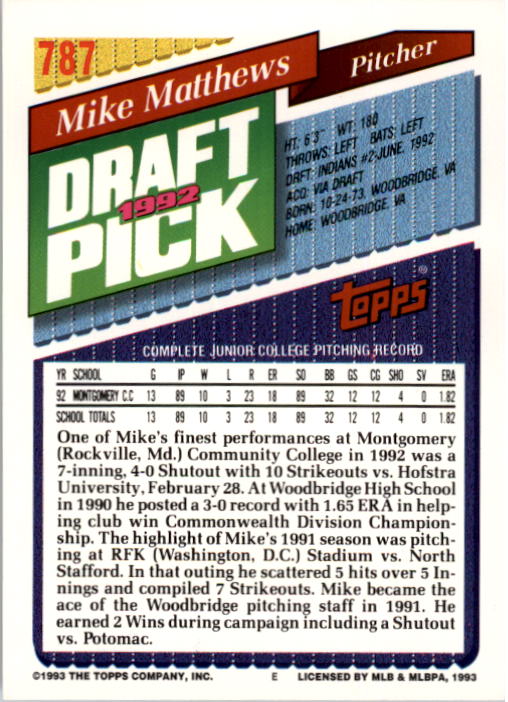 787
Mike Matthews
Pitcher
DRAFT
1992
PICK
HT: 6'3" WT: 180
THROWS: LEFT BATS: LEFT
DRFT: INDIANS #2-JUNE, 1992
ACQ: VIA DRAFT
BORN: 10-24-73, WOODBRIDGE, VA
HOME: WOODBRIDGE, VA
Topps®
COMPLETE JUNIOR COLLEGE PITCHING RECORD
YR SCHOOL G IP W L R ER SO BB GS CG SHO SV ERA
92 MONTGOMERY C.C 13 89 10 3 23 18 89 32 12 12 4 0 1.82
SCHOOL TOTALS 13 89 10 3 23 18 89 32 12 12 4 0 1.82
One of Mike's finest performances at Montgomery
(Rockville, Md.) Community College in 1992 was a
7-inning, 4-0 Shutout with 10 Strikeouts vs. Hofstra
University, February 28. At Woodbridge High School
in 1990 he posted a 3-0 record with 1.65 ERA in help-
ing club win Commonwealth Division Champion-
ship. The highlight of Mike's 1991 season was pitch-
ing at RFK (Washington, D.C.) Stadium vs. North
Stafford. In that outing he scattered 5 hits over 5 In-
nings and compiled 7 Strikeouts. Mike became the
ace of the Woodbridge pitching staff in 1991. He
earned 2 Wins during campaign including a Shutout
vs. Potomac.
©1993 THE TOPPS COMPANY, INC. E LICENSED BY MLB & MLBPA, 1993